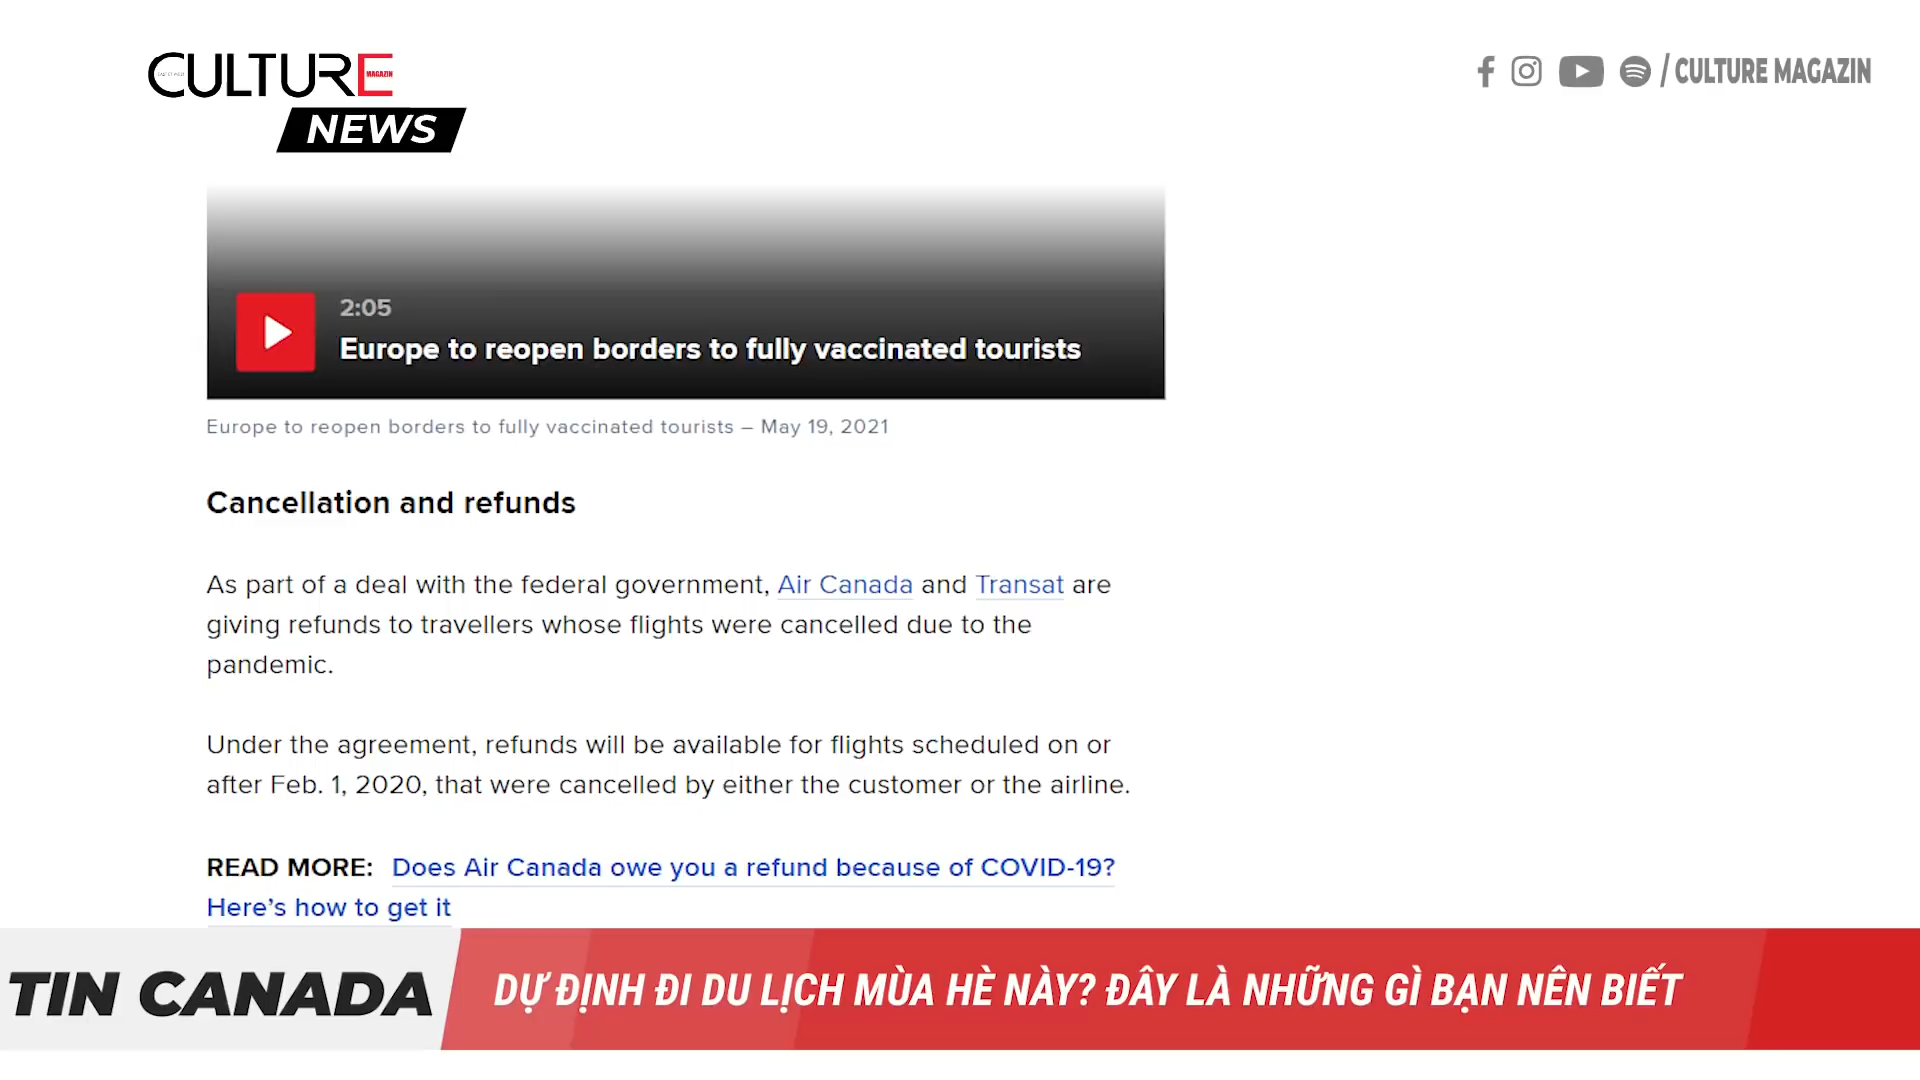 CULTURE
MAGAZIN
NEWS
/ CULTURE MAGAZIN
2:05
Europe to reopen borders to fully vaccinated tourists
Europe to reopen borders to fully vaccinated tourists – May 19, 2021
Cancellation and refunds
As part of a deal with the federal government, Air Canada and Transat are
giving refunds to travellers whose flights were cancelled due to the
pandemic.
Under the agreement, refunds will be available for flights scheduled on or
after Feb. 1, 2020, that were cancelled by either the customer or the airline.
READ MORE: Does Air Canada owe you a refund because of COVID-19?
Here’s how to get it
TIN CANADA
DỰ ĐỊNH ĐI DU LỊCH MÙA HÈ NÀY? ĐÂY LÀ NHỮNG GÌ BẠN NÊN BIẾT